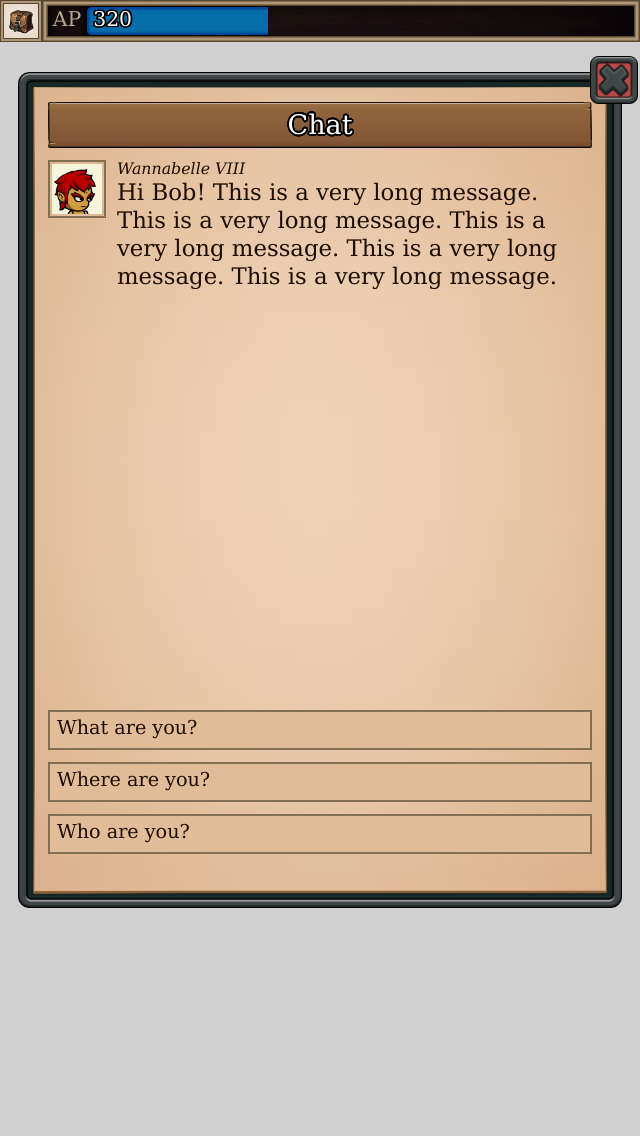 AP 320
Chat
Wannabelle VIII
Hi Bob! This is a very long message.
This is a very long message. This is a
very long message. This is a very long
message. This is a very long message.
What are you?
Where are you?
Who are you?